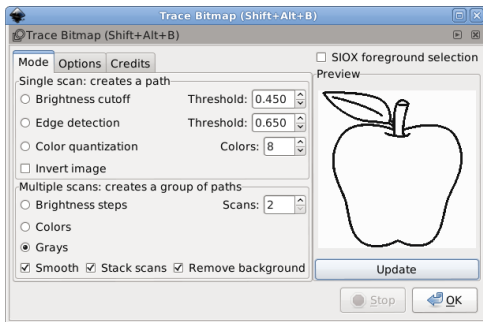 Trace Bitmap (Shift+Alt+B)
Trace Bitmap (Shift+Alt+B)
Mode Options Credits
SIOX foreground selection
Single scan: creates a path
Preview
Brightness cutoff Threshold: 0.450
Edge detection Threshold: 0.650
Color quantization Colors: 8
Invert image
Multiple scans: creates a group of paths
Brightness steps Scans: 2
Colors
Grays
Smooth Stack scans Remove background
Update
Stop OK